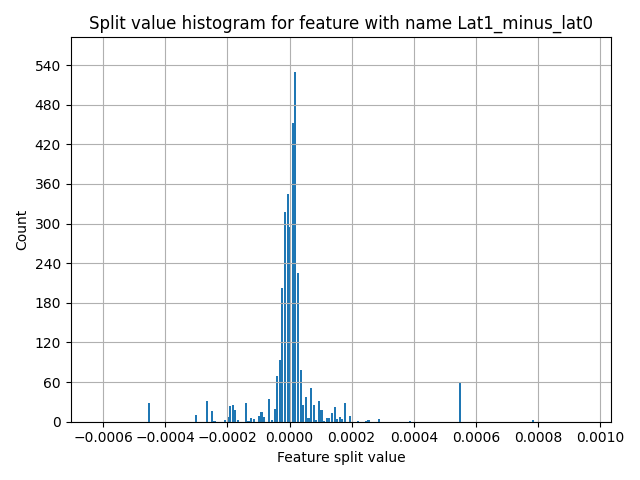 Split value histogram for feature with name Lat1_minus_lat0
540
480
420
360
300
240
180
120
60
0
Count
−0.0006 −0.0004 −0.0002 0.0000 0.0002 0.0004 0.0006 0.0008 0.0010
Feature split value